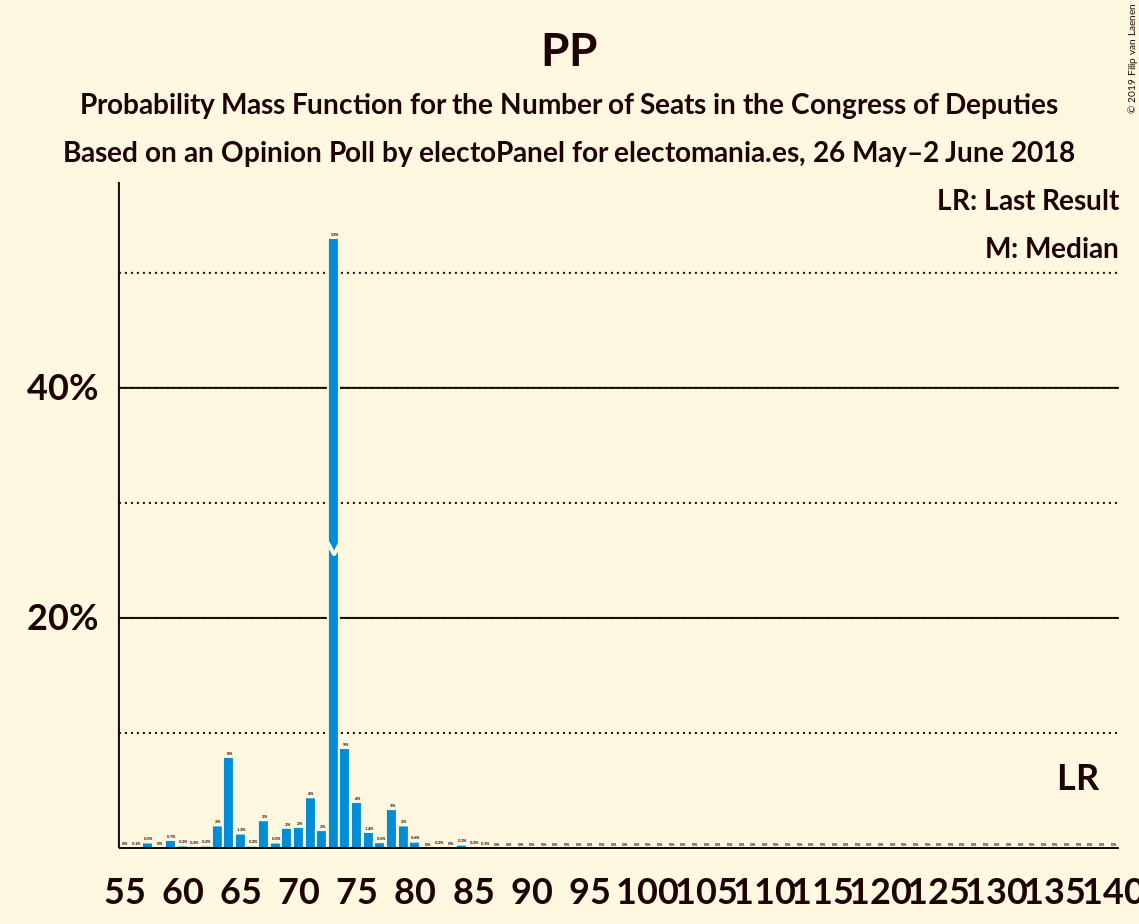 PP
Probability Mass Function for the Number of Seats in the Congress of Deputies
Based on an Opinion Poll by electoPanel for electomania.es, 26 May–2 June 2018
© 2019 Filip van Laenen
LR: Last Result
M: Median
40%
20%
M
LR
55 60 65 70 75 80 85 90 95 100 105 110 115 120 125 130 135 140